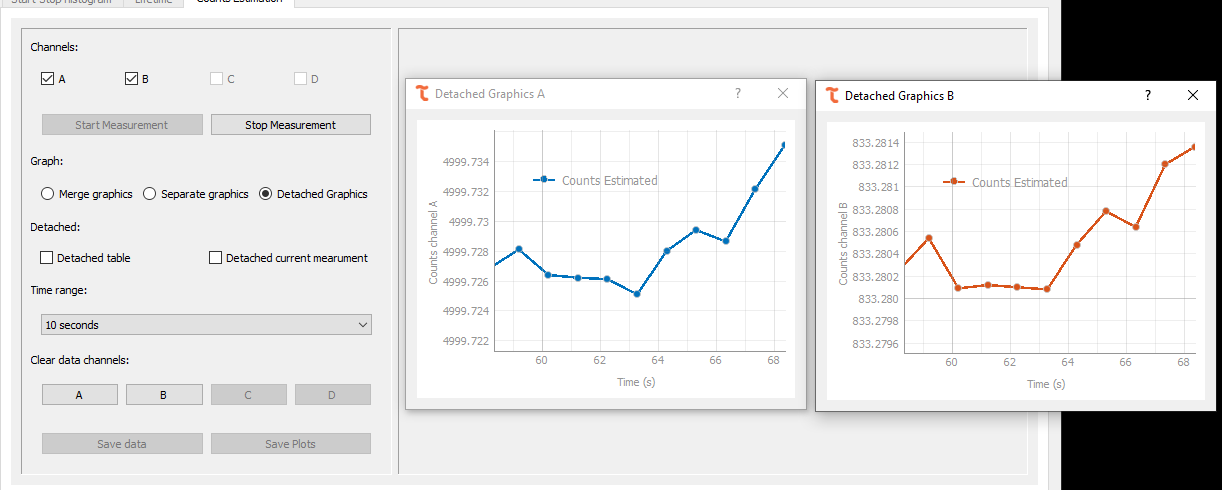 Start-Stop Histogram Lifetime Counts Estimation
Channels:
A B C D
Start Measurement Stop Measurement
Graph:
Merge graphics Separate graphics Detached Graphics
Detached:
Detached table Detached current mearument
Time range:
10 seconds
Clear data channels:
A B C D
Save data Save Plots
Detached Graphics A ?
Counts Estimated
Counts channel A
4999.734
4999.732
4999.73
4999.728
4999.726
4999.724
4999.722
60 62 64 66 68
Time (s)
Detached Graphics B ?
Counts Estimated
Counts channel B
833.2814
833.2812
833.281
833.2808
833.2806
833.2804
833.2802
833.280
833.2798
833.2796
60 62 64 66 68
Time (s)